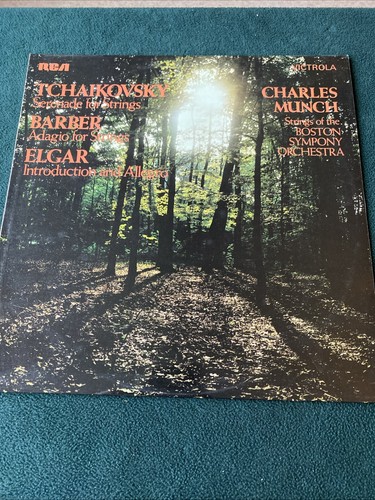 RCA
VICTROLA
TCHAIKOVSKY
Serenade for Strings
BARBER
Adagio for Strings
ELGAR
Introduction and Allegro
CHARLES
MUNCH
Strings of the
BOSTON
SYMPONY
ORCHESTRA